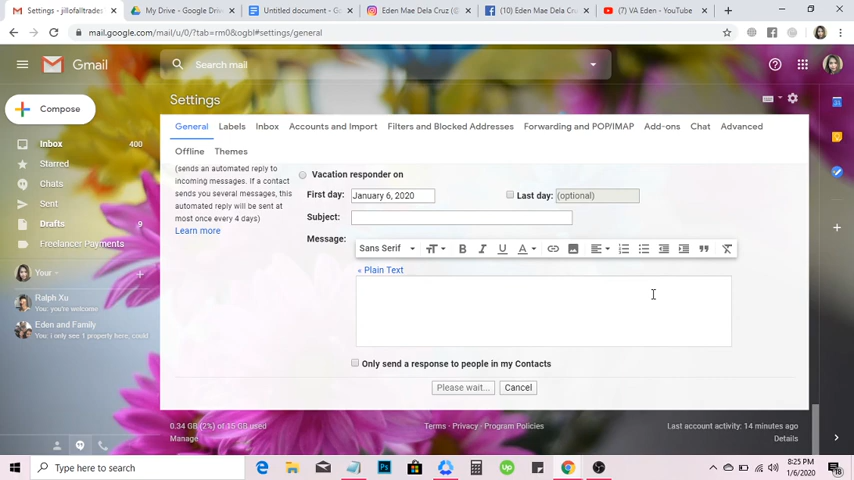 Settings - jillofalltrades
My Drive - Google Drive
Untitled document - G
Eden Mae Dela Cruz (@
(10) Eden Mae Dela Cruz
(7) VA Eden - YouTube
mail.google.com/mail/u/0/?tab=rm0&ogbl#settings/general
Gmail
Search mail
Settings
Compose
General Labels Inbox Accounts and Import Filters and Blocked Addresses Forwarding and POP/IMAP Add-ons Chat Advanced
Offline Themes
Inbox 400
Starred
Chats
Sent
Drafts 9
Freelancer Payments
Your
Ralph Xu
You: you're welcome
Eden and Family
You: i only see 1 property here, could
(sends an automated reply to
incoming messages. If a contact
sends you several messages, this
automated reply will be sent at
most once every 4 days)
Learn more
Vacation responder on
First day: January 6, 2020 Last day: (optional)
Subject:
Message:
Sans Serif
« Plain Text
Only send a response to people in my Contacts
Please wait... Cancel
0.34 GB (2%) of 15 GB used
Manage
Terms - Privacy - Program Policies
Last account activity: 14 minutes ago
Details
Type here to search
8:25 PM
1/6/2020